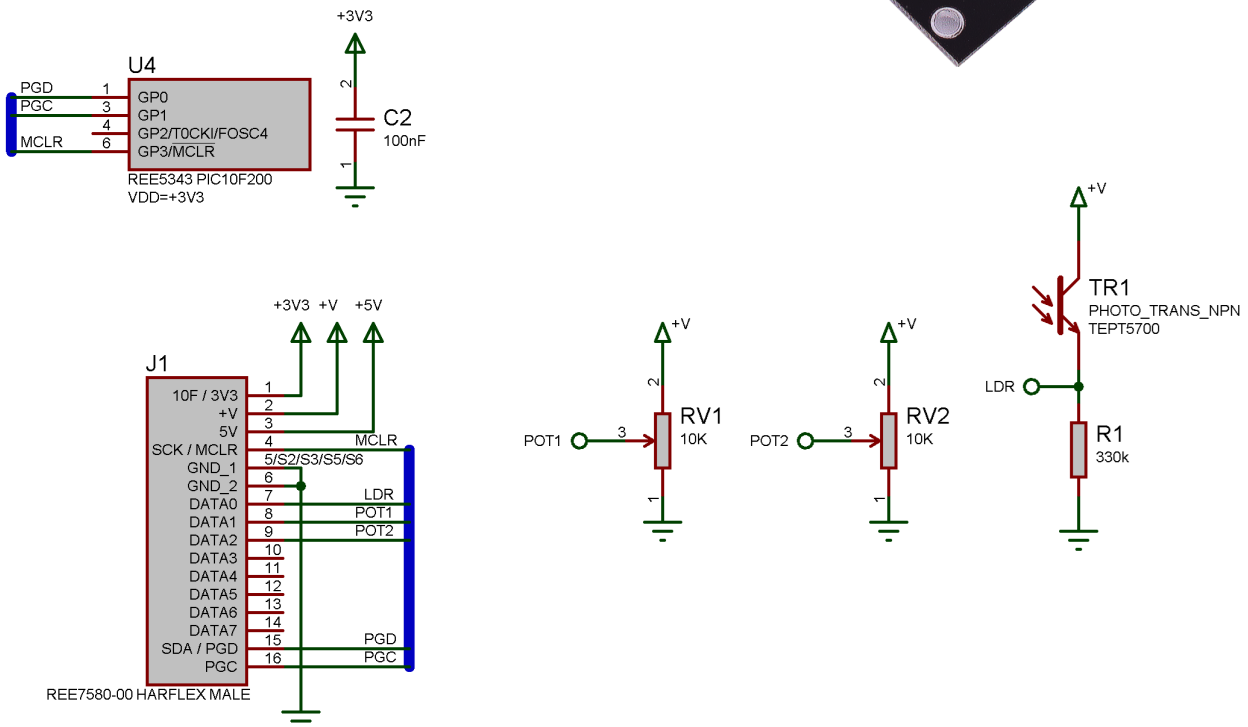 +3V3
U4
PGD 1 GP0
PGC 3 GP1
4 GP2/T0CKI/FOSC4
MCLR 6 GP3/MCLR
REE5343 PIC10F200
VDD=+3V3
2
C2
100nF
1
+3V3 +V +5V
J1
10F / 3V3 1
+V 2
5V 3
SCK / MCLR 4 MCLR
GND_1 5/S2/S3/S5/S6
GND_2 6
DATA0 7 LDR
DATA1 8 POT1
DATA2 9 POT2
DATA3 10
DATA4 11
DATA5 12
DATA6 13
DATA7 14
SDA / PGD 15 PGD
PGC 16 PGC
REE7580-00 HARFLEX MALE
+V
2
RV1
POT1 3 10K
1
+V
2
RV2
POT2 3 10K
1
+V
TR1
PHOTO_TRANS_NPN
TEPT5700
LDR
R1
330k